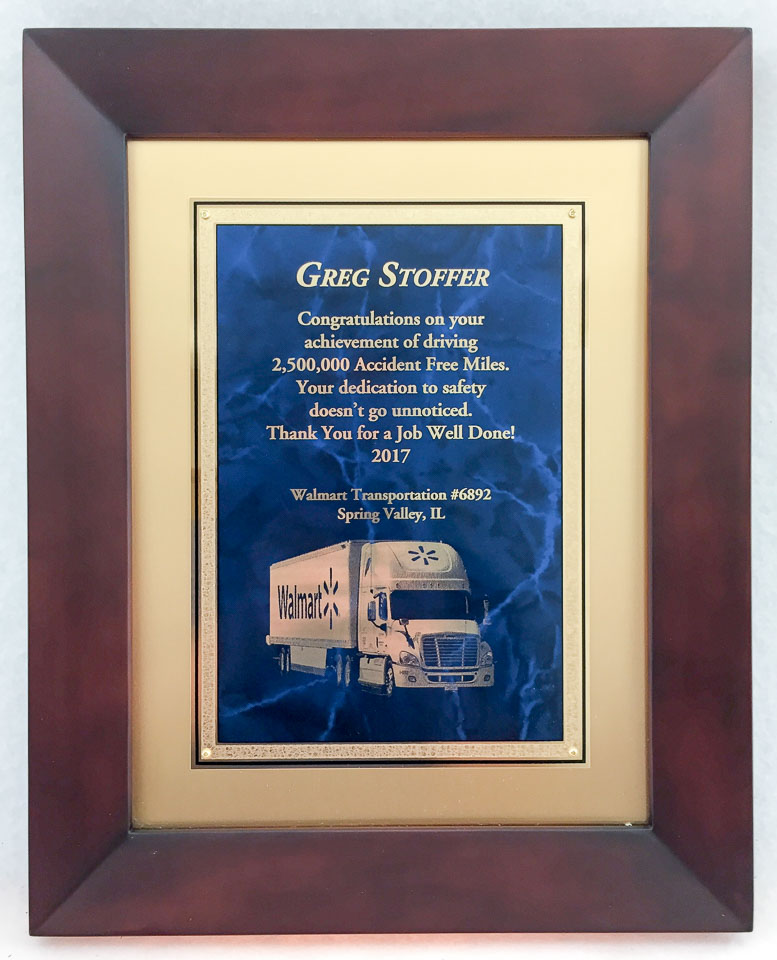 GREG STOFFER
Congratulations on your
achievement of driving
2,500,000 Accident Free Miles.
Your dedication to safety
doesn't go unnoticed.
Thank You for a Job Well Done!
2017
Walmart Transportation #6892
Spring Valley, IL
Walmart